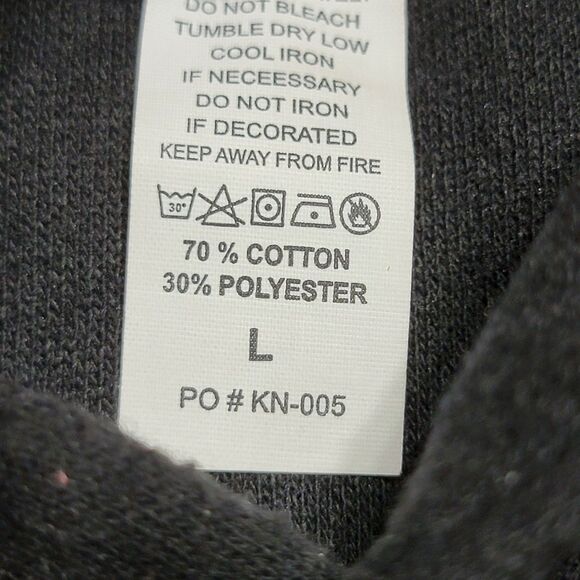 DO NOT BLEACH
TUMBLE DRY LOW
COOL IRON
IF NECEESSARY
DO NOT IRON
IF DECORATED
KEEP AWAY FROM FIRE
30°
70 % COTTON
30% POLYESTER
L
PO # KN-005